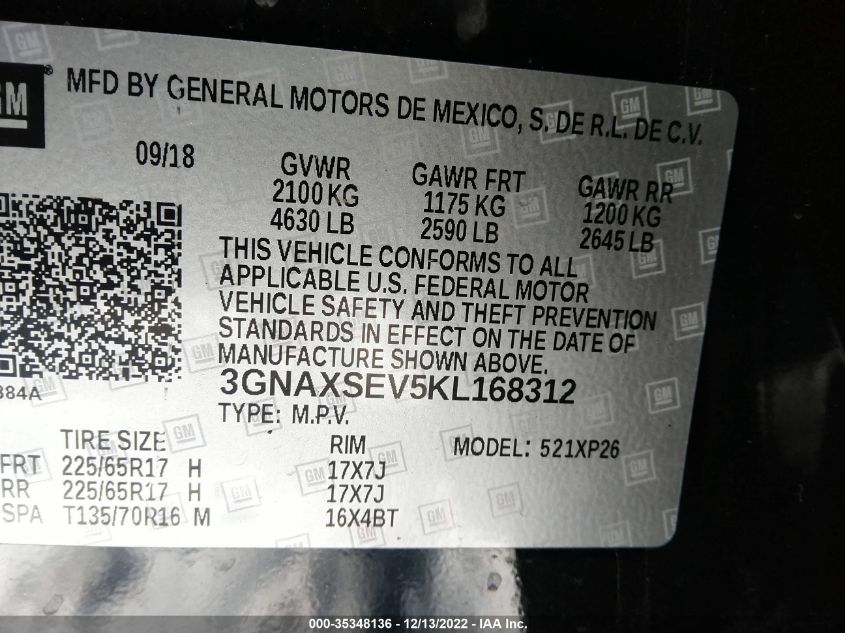 GM ® MFD BY GENERAL MOTORS DE MEXICO, S. DE R.L. DE C.V.
09/18 GVWR GAWR FRT GAWR RR
2100 KG 1175 KG 1200 KG
4630 LB 2590 LB 2645 LB
THIS VEHICLE CONFORMS TO ALL
APPLICABLE U.S. FEDERAL MOTOR
VEHICLE SAFETY AND THEFT PREVENTION
STANDARDS IN EFFECT ON THE DATE OF
MANUFACTURE SHOWN ABOVE.
384A 3GNAXSEV5KL168312
TYPE: M.P.V.
TIRE SIZE RIM MODEL: 521XP26
FRT 225/65R17 H 17X7J
RR 225/65R17 H 17X7J
SPA T135/70R16 M 16X4BT
000-35348136 - 12/13/2022 - IAA Inc.